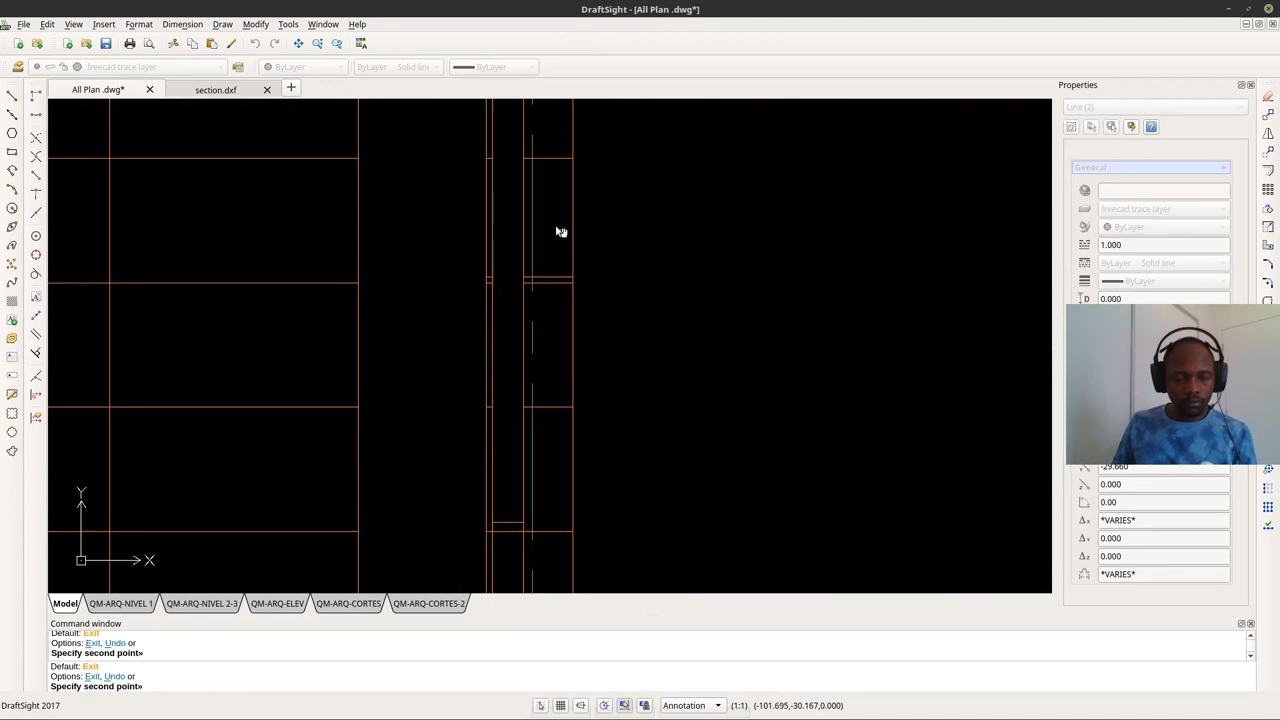 DraftSight - [All Plan .dwg*]
File Edit View Insert Format Dimension Draw Modify Tools Window Help
freecad trace layer ByLayer ByLayer Solid line ByLayer
All Plan .dwg* section.dxf
Properties
Line (2)
General
freecad trace layer
ByLayer
1.000
ByLayer Solid line
ByLayer
0.000
-29.660
0.000
0.00
*VARIES*
0.000
0.000
*VARIES*
Y
X
Model QM-ARQ-NIVEL 1 QM-ARQ-NIVEL 2-3 QM-ARQ-ELEV QM-ARQ-CORTES QM-ARQ-CORTES-2
Command window
Default: Exit
Options: Exit, Undo or
Specify second point»
Default: Exit
Options: Exit, Undo or
Specify second point»
DraftSight 2017 Annotation (1:1) (-101.695,-30.167,0.000)